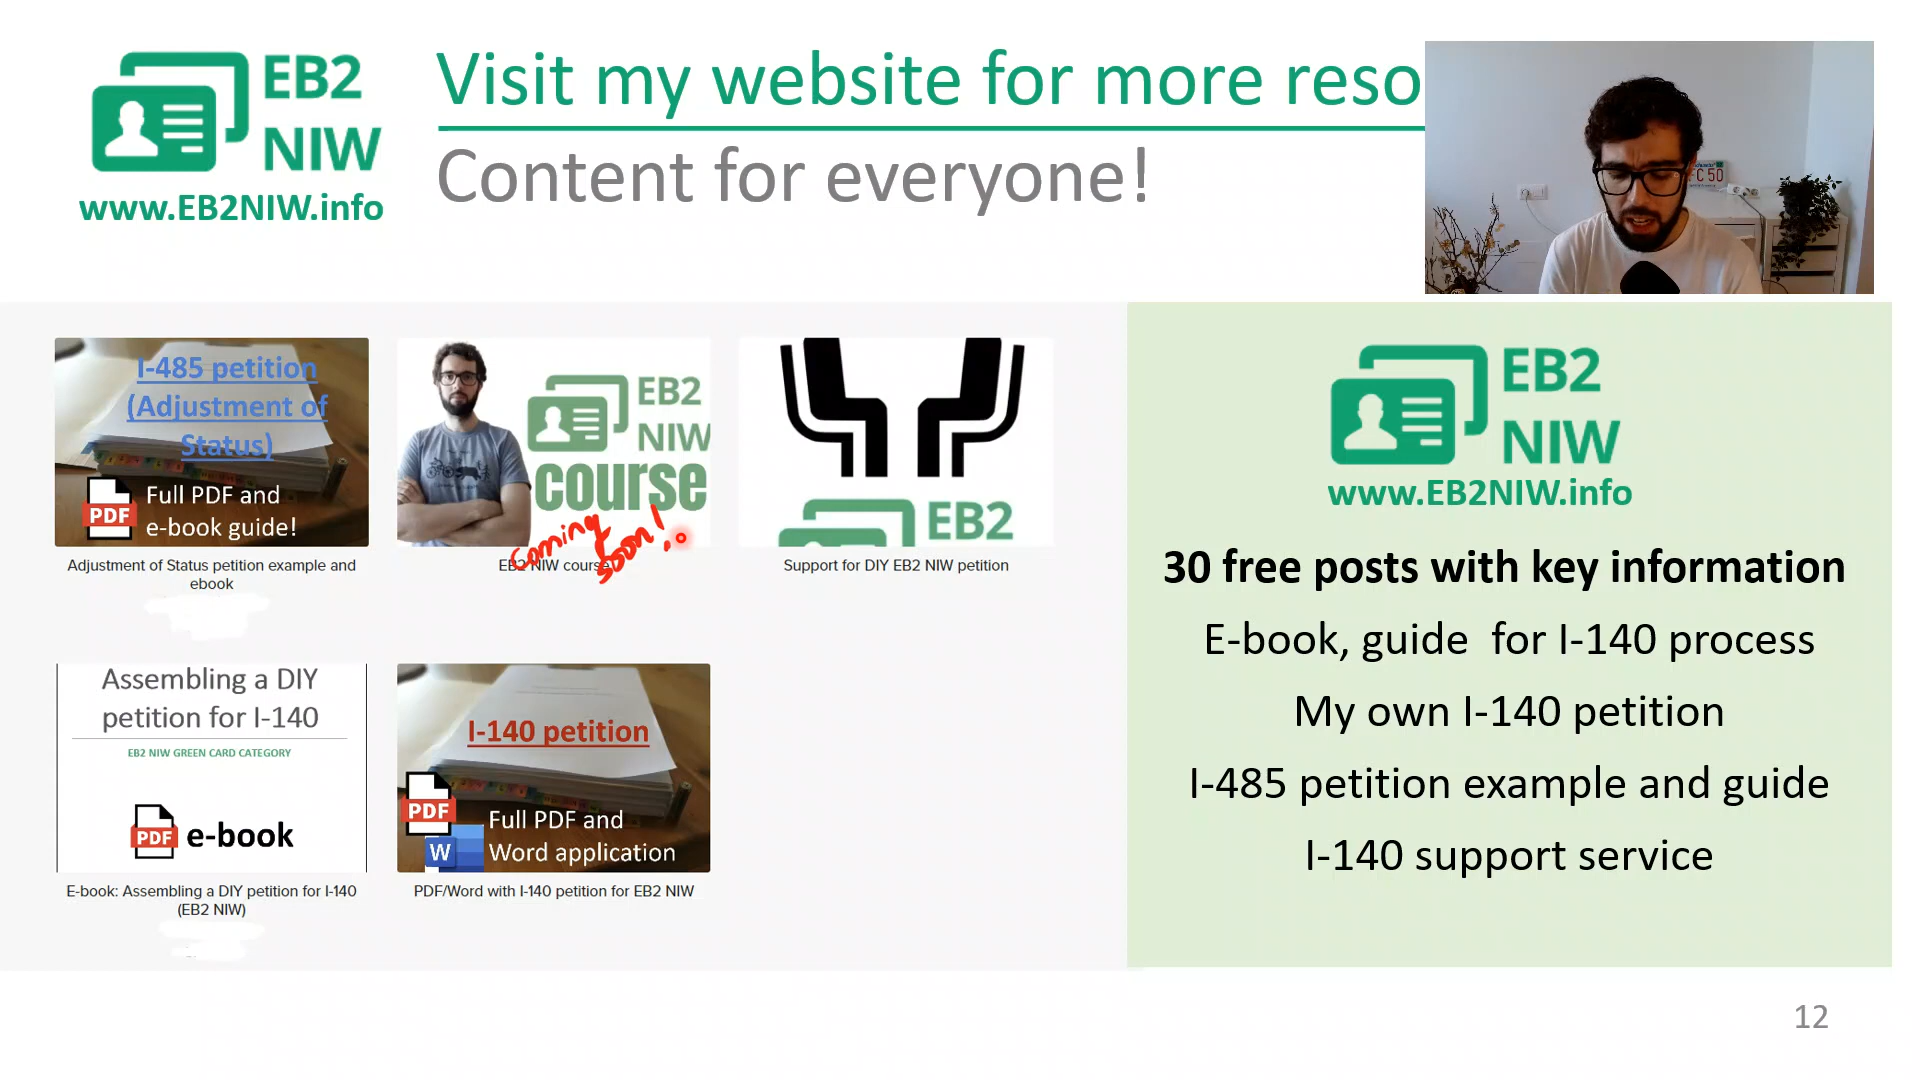 EB2
NIW
www.EB2NIW.info
Visit my website for more reso
Content for everyone!
C 50
I-485 petition
(Adjustment of
Status)
PDF
Full PDF and
e-book guide!
Adjustment of Status petition example and
ebook
EB2
NIW
course
Coming
soon!
EB2 NIW course
EB2
Support for DIY EB2 NIW petition
Assembling a DIY
petition for I-140
EB2 NIW GREEN CARD CATEGORY
PDF
e-book
E-book: Assembling a DIY petition for I-140
(EB2 NIW)
I-140 petition
PDF
W
Full PDF and
Word application
PDF/Word with I-140 petition for EB2 NIW
EB2
NIW
www.EB2NIW.info
30 free posts with key information
E-book, guide for I-140 process
My own I-140 petition
I-485 petition example and guide
I-140 support service
12